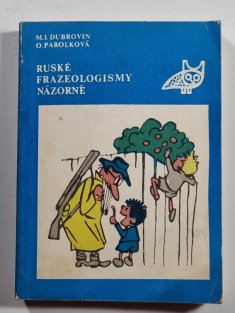 M. I. DUBROVIN
O. PAROLKOVÁ
RUSKÉ
FRAZEOLOGISMY
NÁZORNĚ